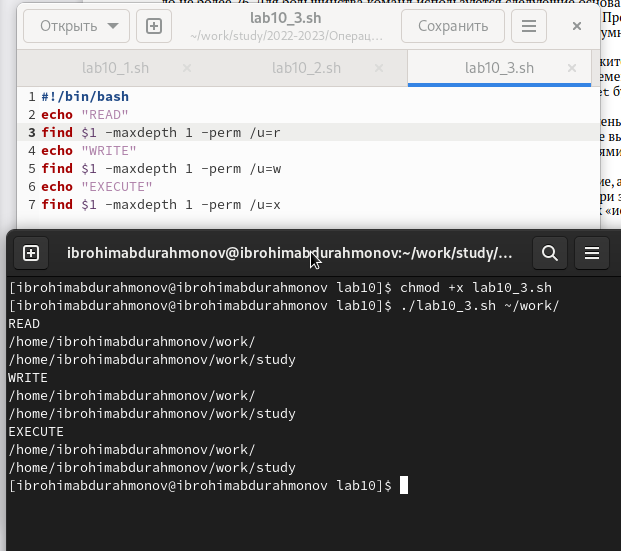 Открыть
lab10_3.sh
~/work/study/2022-2023/Операц...
Сохранить
lab10_1.sh
lab10_2.sh
lab10_3.sh
1 #!/bin/bash
2 echo "READ"
3 find $1 -maxdepth 1 -perm /u=r
4 echo "WRITE"
5 find $1 -maxdepth 1 -perm /u=w
6 echo "EXECUTE"
7 find $1 -maxdepth 1 -perm /u=x
ibrohimabdurahmonov@ibrohimabdurahmonov:~/work/study/...
[ibrohimabdurahmonov@ibrohimabdurahmonov lab10]$ chmod +x lab10_3.sh
[ibrohimabdurahmonov@ibrohimabdurahmonov lab10]$ ./lab10_3.sh ~/work/
READ
/home/ibrohimabdurahmonov/work/
/home/ibrohimabdurahmonov/work/study
WRITE
/home/ibrohimabdurahmonov/work/
/home/ibrohimabdurahmonov/work/study
EXECUTE
/home/ibrohimabdurahmonov/work/
/home/ibrohimabdurahmonov/work/study
[ibrohimabdurahmonov@ibrohimabdurahmonov lab10]$